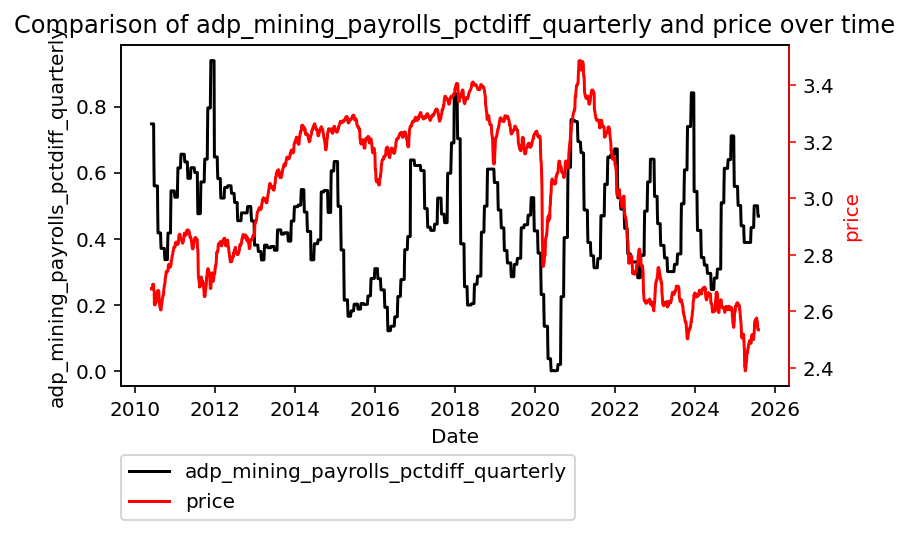 Comparison of adp_mining_payrolls_pctdiff_quarterly and price over time
adp_mining_payrolls_pctdiff_quarterly
0.8
0.6
0.4
0.2
0.0
3.4
3.2
3.0
2.8
2.6
2.4
price
2010 2012 2014 2016 2018 2020 2022 2024 2026
Date
adp_mining_payrolls_pctdiff_quarterly
price